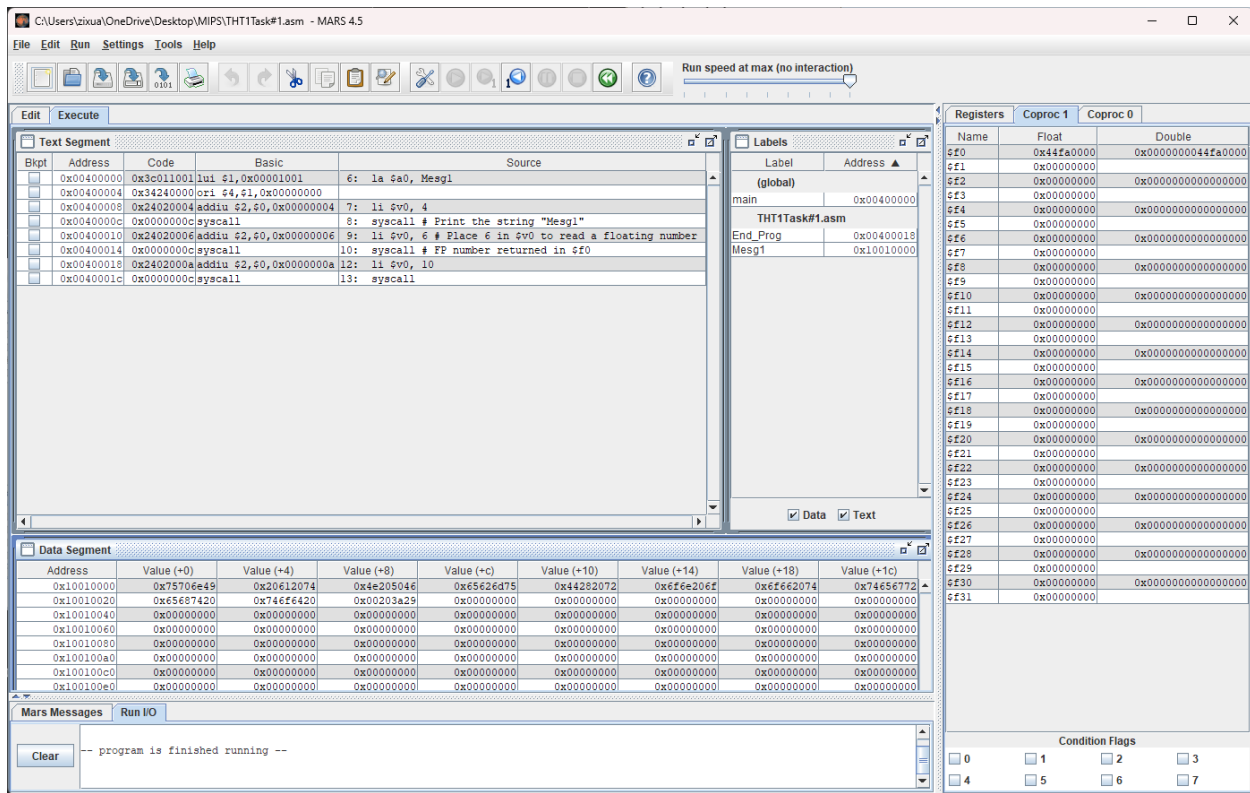 C:\Users\zixua\OneDrive\Desktop\MIPS\THT1Task#1.asm - MARS 4.5
File Edit Run Settings Tools Help
Run speed at max (no interaction)
Edit Execute
Text Segment
Bkpt Address Code Basic Source
0x00400000 0x3c011001 lui $1,0x00001001 6: la $a0, Mesg1
0x00400004 0x34240000 ori $4,$1,0x00000000
0x00400008 0x24020004 addiu $2,$0,0x00000004 7: li $v0, 4
0x0040000c 0x0000000c syscall 8: syscall # Print the string "Mesg1"
0x00400010 0x24020006 addiu $2,$0,0x00000006 9: li $v0, 6 # Place 6 in $v0 to read a floating number
0x00400014 0x0000000c syscall 10: syscall # FP number returned in $f0
0x00400018 0x2402000a addiu $2,$0,0x0000000a 12: li $v0, 10
0x0040001c 0x0000000c syscall 13: syscall
Labels
Label Address ▲
(global)
main 0x00400000
THT1Task#1.asm
End_Prog 0x00400018
Mesg1 0x10010000
Data Text
Data Segment
Address Value (+0) Value (+4) Value (+8) Value (+c) Value (+10) Value (+14) Value (+18) Value (+1c)
0x10010000 0x75706e49 0x20612074 0x4e205046 0x65626d75 0x44282072 0x6f6e206f 0x6f662074 0x74656772
0x10010020 0x65687420 0x746f6420 0x00203a29 0x00000000 0x00000000 0x00000000 0x00000000 0x00000000
0x10010040 0x00000000 0x00000000 0x00000000 0x00000000 0x00000000 0x00000000 0x00000000 0x00000000
0x10010060 0x00000000 0x00000000 0x00000000 0x00000000 0x00000000 0x00000000 0x00000000 0x00000000
0x10010080 0x00000000 0x00000000 0x00000000 0x00000000 0x00000000 0x00000000 0x00000000 0x00000000
0x100100a0 0x00000000 0x00000000 0x00000000 0x00000000 0x00000000 0x00000000 0x00000000 0x00000000
0x100100c0 0x00000000 0x00000000 0x00000000 0x00000000 0x00000000 0x00000000 0x00000000 0x00000000
0x100100e0 0x00000000 0x00000000 0x00000000 0x00000000 0x00000000 0x00000000 0x00000000 0x00000000
Mars Messages Run I/O
Clear
-- program is finished running --
Registers Coproc 1 Coproc 0
Name Float Double
$f0 0x44fa0000 0x0000000044fa0000
$f1 0x00000000
$f2 0x00000000 0x0000000000000000
$f3 0x00000000
$f4 0x00000000 0x0000000000000000
$f5 0x00000000
$f6 0x00000000 0x0000000000000000
$f7 0x00000000
$f8 0x00000000 0x0000000000000000
$f9 0x00000000
$f10 0x00000000 0x0000000000000000
$f11 0x00000000
$f12 0x00000000 0x0000000000000000
$f13 0x00000000
$f14 0x00000000 0x0000000000000000
$f15 0x00000000
$f16 0x00000000 0x0000000000000000
$f17 0x00000000
$f18 0x00000000 0x0000000000000000
$f19 0x00000000
$f20 0x00000000 0x0000000000000000
$f21 0x00000000
$f22 0x00000000 0x0000000000000000
$f23 0x00000000
$f24 0x00000000 0x0000000000000000
$f25 0x00000000
$f26 0x00000000 0x0000000000000000
$f27 0x00000000
$f28 0x00000000 0x0000000000000000
$f29 0x00000000
$f30 0x00000000 0x0000000000000000
$f31 0x00000000
Condition Flags
0 1 2 3
4 5 6 7